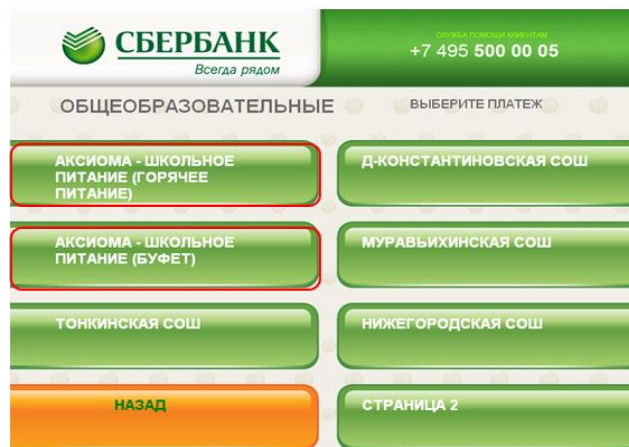 СБЕРБАНК
Всегда рядом
СЛУЖБА ПОМОЩИ КЛИЕНТАМ
+7 495 500 00 05
ОБЩЕОБРАЗОВАТЕЛЬНЫЕ
ВЫБЕРИТЕ ПЛАТЕЖ
АКСИОМА - ШКОЛЬНОЕ
ПИТАНИЕ (ГОРЯЧЕЕ
ПИТАНИЕ)
Д-КОНСТАНТИНОВСКАЯ СОШ
АКСИОМА - ШКОЛЬНОЕ
ПИТАНИЕ (БУФЕТ)
МУРАВЬИХИНСКАЯ СОШ
ТОНКИНСКАЯ СОШ
НИЖЕГОРОДСКАЯ СОШ
НАЗАД
СТРАНИЦА 2